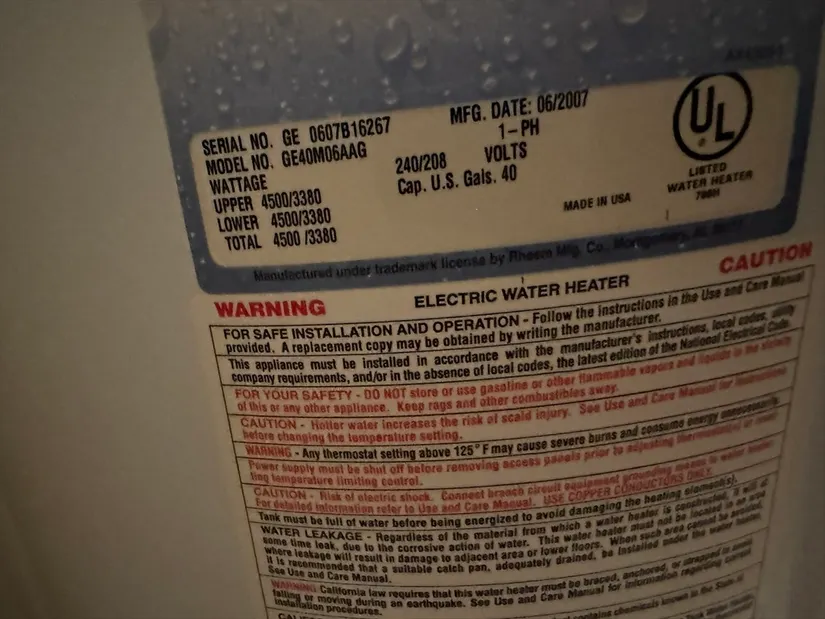 SERIAL NO. GE 0607B16267
MFG. DATE: 06/2007
MODEL NO. GE40M06AAG
1-PH
WATTAGE
240/208 VOLTS
UPPER 4500/3380
Cap. U.S. Gals. 40
LOWER 4500/3380
TOTAL 4500 /3380
MADE IN USA
UL
LISTED
WATER HEATER
Manufactured under trademark license by Rheem Mfg. Co., Montgomery,
WARNING
ELECTRIC WATER HEATER
CAUTION
FOR SAFE INSTALLATION AND OPERATION - Follow the instructions in the Use and Care Manual
provided. A replacement copy may be obtained by writing the manufacturer.
This appliance must be installed in accordance with the manufacturer's instructions, local codes, utility
company requirements, and/or in the absence of local codes, the latest edition of the National Electrical Code.
FOR YOUR SAFETY - DO NOT store or use gasoline or other flammable vapors and liquids in the vicinity
of this or any other appliance. Keep rags and other combustibles away.
CAUTION - Hotter water increases the risk of scald injury. See Use and Care Manual for instructions
before changing the temperature setting.
WARNING - Any thermostat setting above 125°F may cause severe burns and consume energy unnecessarily.
Power supply must be shut off before removing access panels prior to adjusting thermostat(s) or
ting temperature limiting control.
CAUTION - Risk of electric shock. Connect branch circuit equipment grounding means to water heater.
For detailed information refer to Use and Care Manual. USE COPPER CONDUCTORS ONLY.
Tank must be full of water before being energized to avoid damaging the heating element(s).
WATER LEAKAGE - Regardless of the material from which a water heater is constructed, it will at
some time leak, due to the corrosive action of water. This water heater must not be located in an area
where leakage will result in damage to adjacent area or lower floors. When such area cannot be avoided,
it is recommended that a suitable catch pan, adequately drained, be installed under the water heater.
See Use and Care Manual.
WARNING California law requires that this water heater must be braced, anchored, or strapped to avoid
falling or moving during an earthquake. See Use and Care Manual for information regarding
installation procedures.
contains chemicals known to the State of